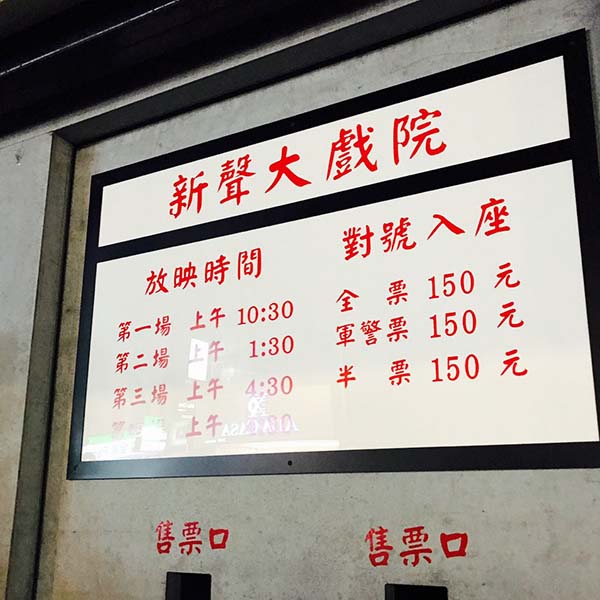 新聲大戲院
放映時間
第一場 上午 10:30
第二場 上午 1:30
第三場 上午 4:30
上午
對號入座
全票 150 元
軍警票 150 元
半票 150 元
售票口
售票口